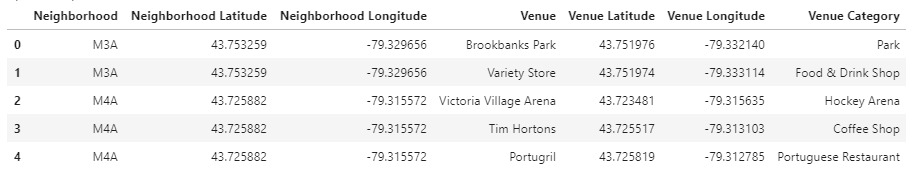 Neighborhood Neighborhood Latitude Neighborhood Longitude Venue Venue Latitude Venue Longitude Venue Category
0 M3A 43.753259 -79.329656 Brookbanks Park 43.751976 -79.332140 Park
1 M3A 43.753259 -79.329656 Variety Store 43.751974 -79.333114 Food & Drink Shop
2 M4A 43.725882 -79.315572 Victoria Village Arena 43.723481 -79.315635 Hockey Arena
3 M4A 43.725882 -79.315572 Tim Hortons 43.725517 -79.313103 Coffee Shop
4 M4A 43.725882 -79.315572 Portugril 43.725819 -79.312785 Portuguese Restaurant